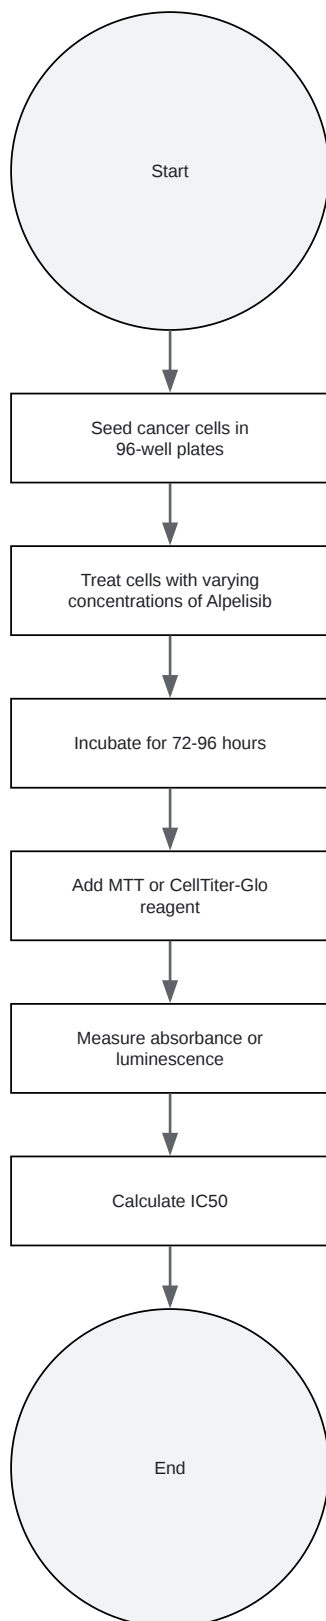 Start
Seed cancer cells in
96-well plates
Treat cells with varying
concentrations of Alpelisib
Incubate for 72-96 hours
Add MTT or CellTiter-Glo
reagent
Measure absorbance or
luminescence
Calculate IC50
End